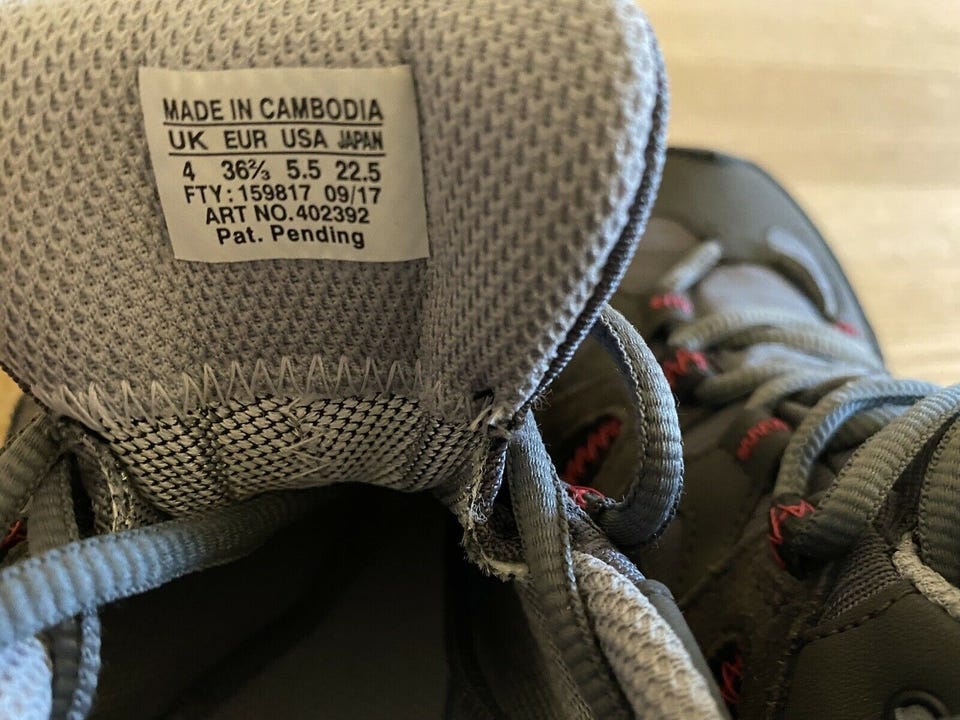 MADE IN CAMBODIA
UK EUR USA JAPAN
4 36⅔ 5.5 22.5
FTY: 159817 09/17
ART NO. 402392
Pat. Pending